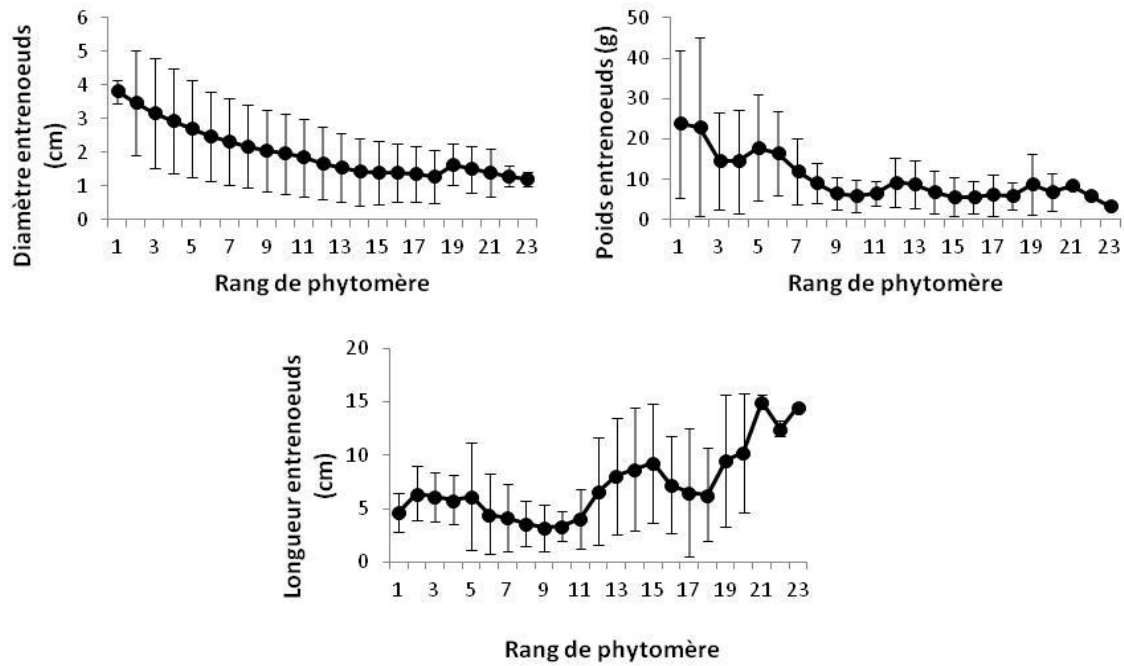 Diamètre entrenoeuds
(cm)
6
5
4
3
2
1
0
1 3 5 7 9 11 13 15 17 19 21 23
Rang de phytomère
Poids entrenoeuds (g)
50
40
30
20
10
0
1 3 5 7 9 11 13 15 17 19 21 23
Rang de phytomère
Longueur entrenoeuds
(cm)
20
15
10
5
0
1 3 5 7 9 11 13 15 17 19 21 23
Rang de phytomère